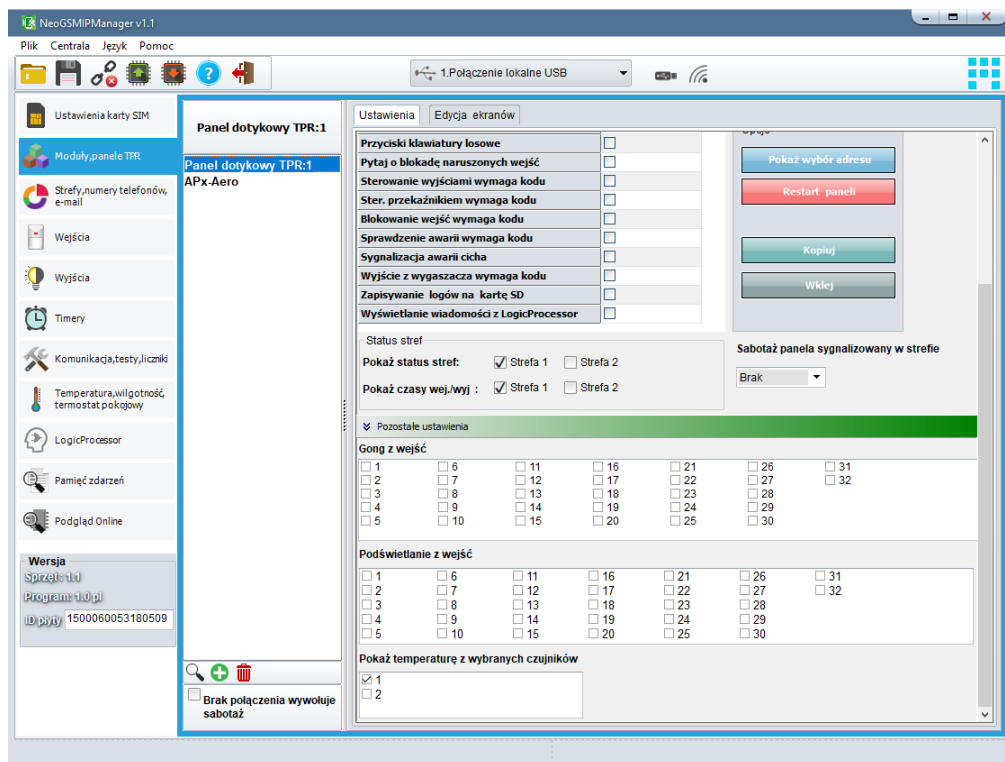 NeoGSMIPManager v1.1
Plik Centrala Język Pomoc
1.Połączenie lokalne USB
Ustawienia karty SIM
Moduły,panele TPR
Strefy,numery telefonów,
e-mail
Wejścia
Wyjścia
Timery
Komunikacja,testy,liczniki
Temperatura,wilgotność,
termostat pokojowy
LogicProcessor
Pamięć zdarzeń
Podgląd Online
Wersja
Sprzęt: 1.1
Program: 1.0 pl
ID płyty 1500060053180509
Panel dotykowy TPR:1
Panel dotykowy TPR:1
APx-Aero
Brak połączenia wywołuje
sabotaż
Ustawienia Edycja ekranów
Przyciski klawiatury losowe
Pytaj o blokadę naruszonych wejść
Sterowanie wyjściami wymaga kodu
Ster. przekaźnikiem wymaga kodu
Blokowanie wejść wymaga kodu
Sprawdzenie awarii wymaga kodu
Sygnalizacja awarii cicha
Wyjście z wygaszacza wymaga kodu
Zapisywanie logów na kartę SD
Wyświetlanie wiadomości z LogicProcessor
Opcje
Pokaż wybór adresu
Restart paneli
Kopiuj
Wklej
Status stref
Pokaż status stref: Strefa 1 Strefa 2
Pokaż czasy wej./wyj : Strefa 1 Strefa 2
Sabotaż panela sygnalizowany w strefie
Brak
Pozostałe ustawienia
Gong z wejść
1 6 11 16 21 26 31
2 7 12 17 22 27 32
3 8 13 18 23 28
4 9 14 19 24 29
5 10 15 20 25 30
Podświetlanie z wejść
1 6 11 16 21 26 31
2 7 12 17 22 27 32
3 8 13 18 23 28
4 9 14 19 24 29
5 10 15 20 25 30
Pokaż temperaturę z wybranych czujników
1
2